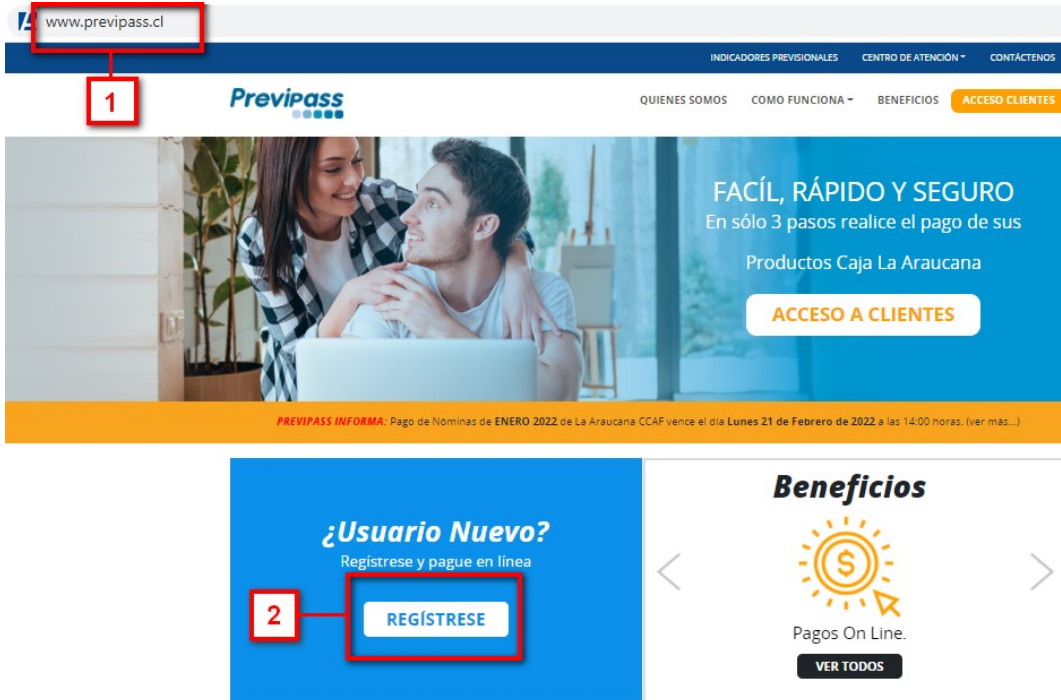 www.previpass.cl
1
INDICADORES PREVISIONALES CENTRO DE ATENCIÓN CONTÁCTENOS
Previpass
QUIENES SOMOS COMO FUNCIONA BENEFICIOS ACCESO CLIENTES
FACÍL, RÁPIDO Y SEGURO
En sólo 3 pasos realice el pago de sus
Productos Caja La Araucana
ACCESO A CLIENTES
PREVIPASS INFORMA: Pago de Nóminas de ENERO 2022 de La Araucana CCAF vence el día Lunes 21 de Febrero de 2022 a las 14:00 horas. (ver más...)
¿Usuario Nuevo?
Regístrese y pague en línea
2
REGÍSTRESE
Beneficios
$
Pagos On Line.
VER TODOS